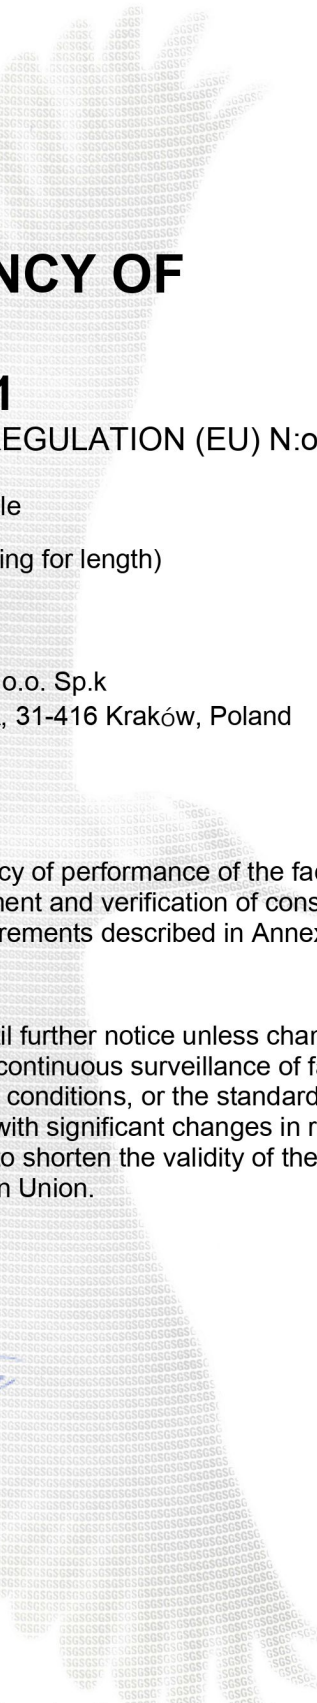 NCY OF
1
EGULATION (EU) N:o
le
ing for length)
o.o. Sp.k
, 31-416 Kraków, Poland
cy of performance of the fac
ment and verification of cons
irements described in Annex
il further notice unless chan
continuous surveillance of fa
conditions, or the standard
with significant changes in r
to shorten the validity of the
n Union.